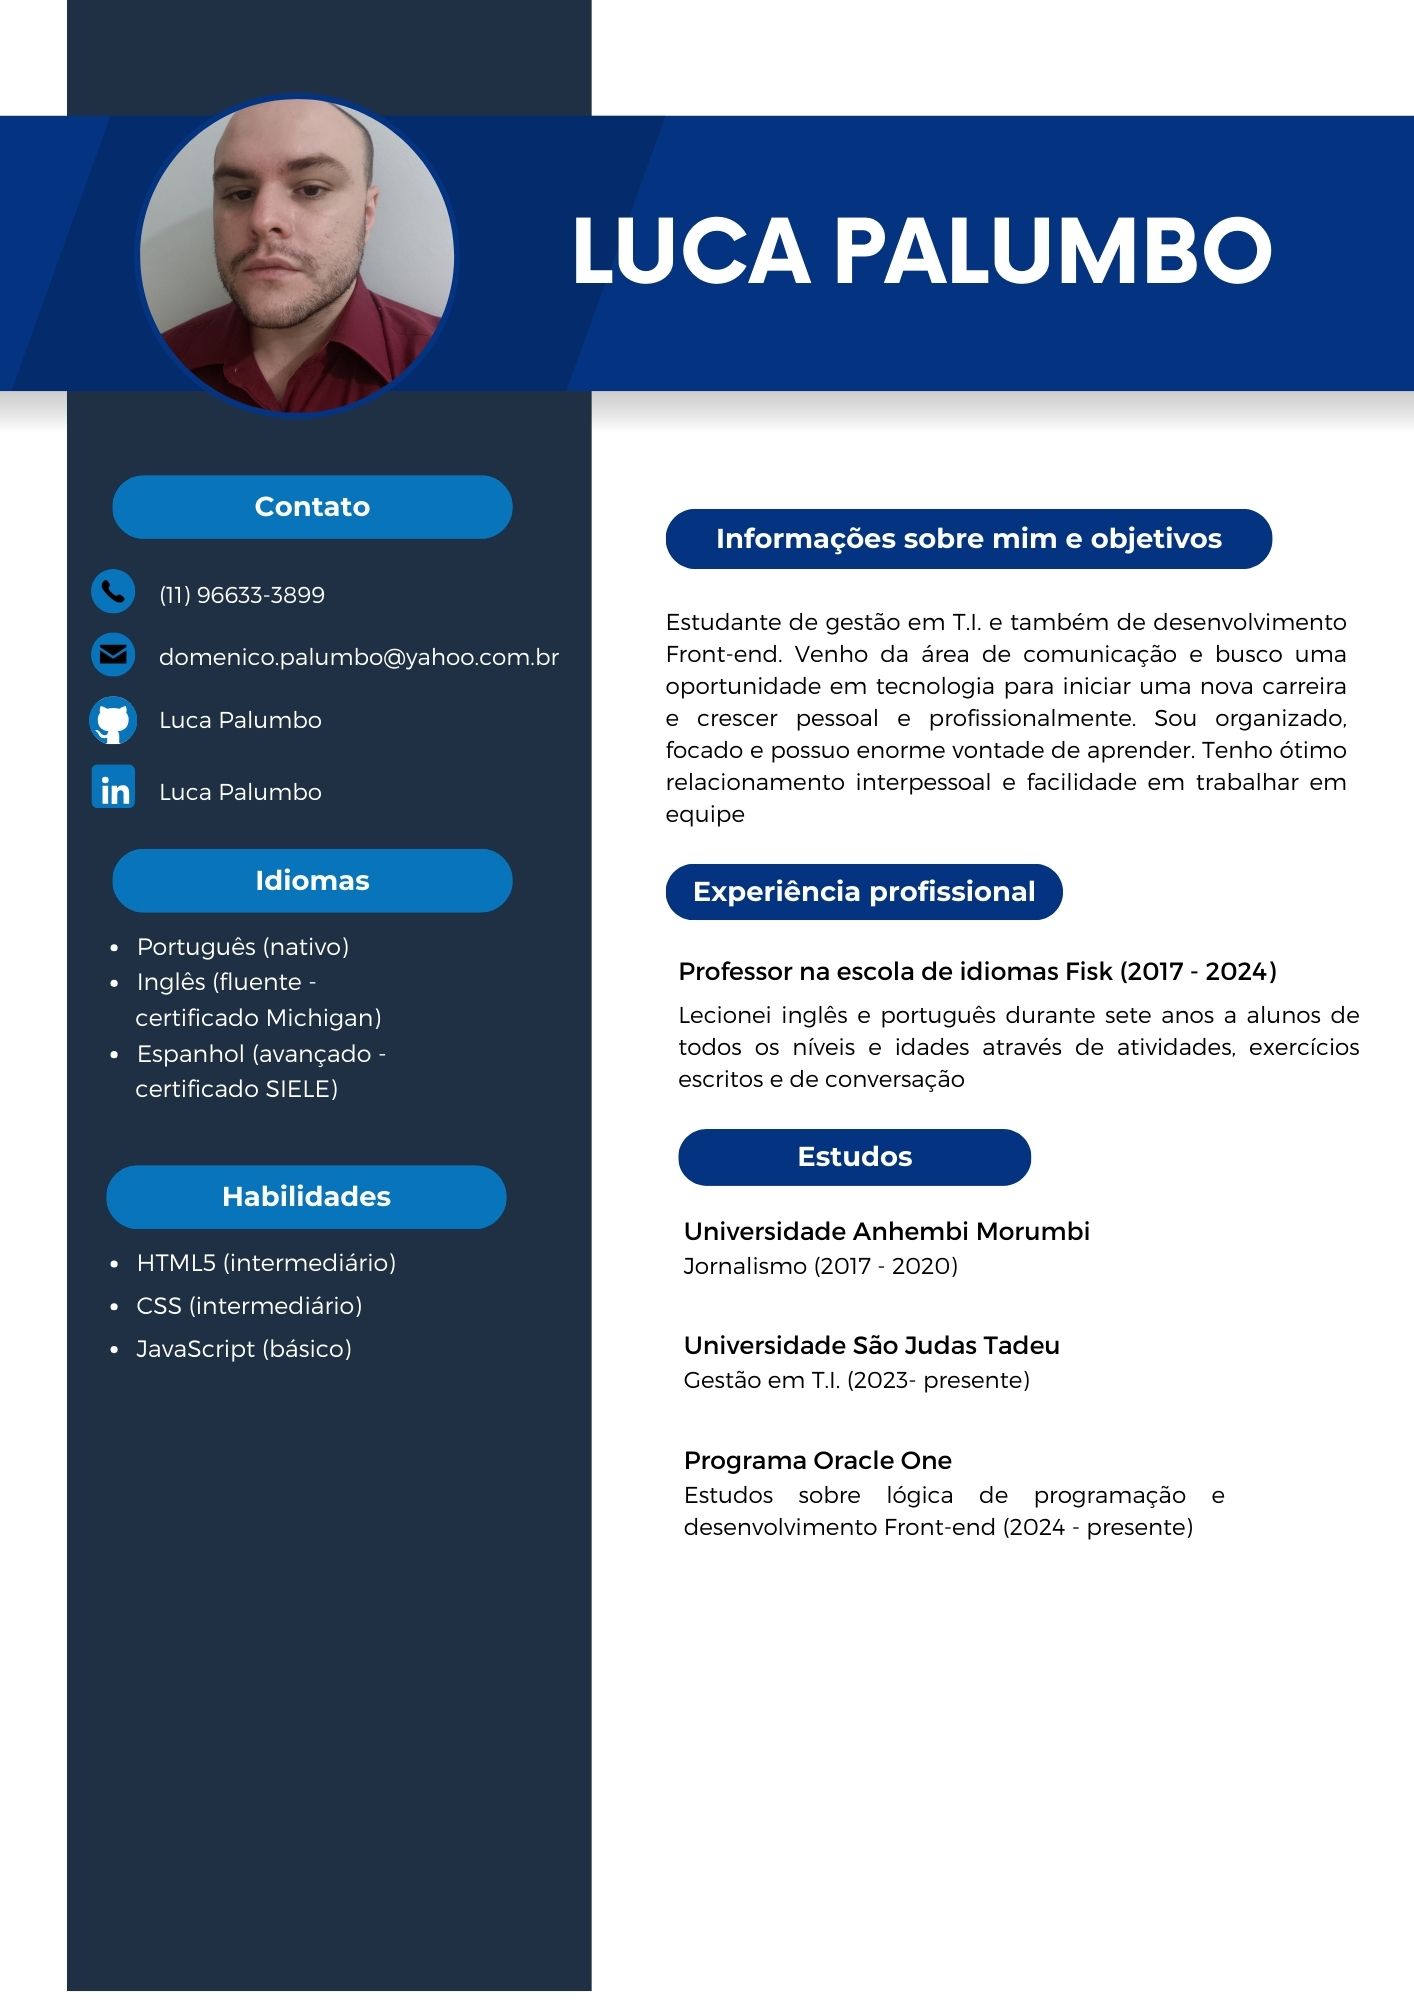 LUCA PALUMBO
Contato
(11) 96633-3899
domenico.palumbo@yahoo.com.br
Luca Palumbo
in
Luca Palumbo
Idiomas
• Português (nativo)
• Inglês (fluente -
certificado Michigan)
• Espanhol (avançado -
certificado SIELE)
Habilidades
• HTML5 (intermediário)
• CSS (intermediário)
• JavaScript (básico)
Informações sobre mim e objetivos
Estudante de gestão em T.I. e também de desenvolvimento
Front-end. Venho da área de comunicação e busco uma
oportunidade em tecnologia para iniciar uma nova carreira
e crescer pessoal e profissionalmente. Sou organizado,
focado e possuo enorme vontade de aprender. Tenho ótimo
relacionamento interpessoal e facilidade em trabalhar em
equipe
Experiência profissional
Professor na escola de idiomas Fisk (2017 - 2024)
Lecionei inglês e português durante sete anos a alunos de
todos os níveis e idades através de atividades, exercícios
escritos e de conversação
Estudos
Universidade Anhembi Morumbi
Jornalismo (2017 - 2020)
Universidade São Judas Tadeu
Gestão em T.I. (2023- presente)
Programa Oracle One
Estudos sobre lógica de programação e
desenvolvimento Front-end (2024 - presente)